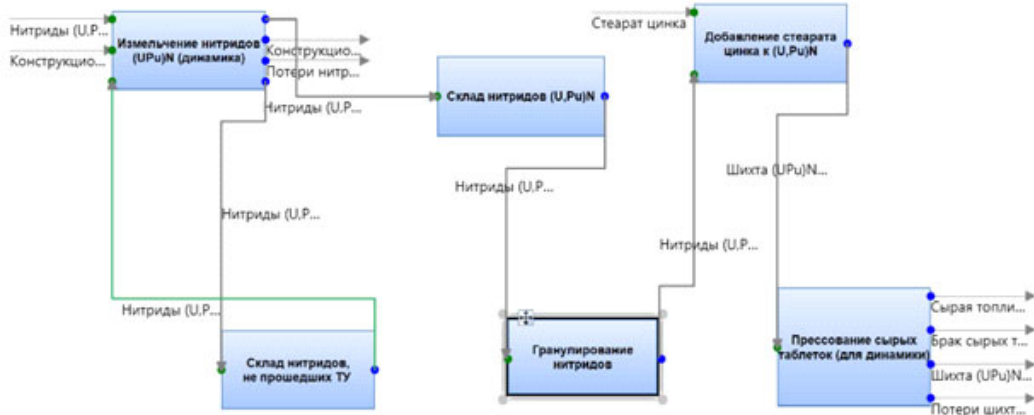 Стеарат цинка
Нитриды (U,P...
Измельчение нитридов
(UPu)N (динамика)
Конструкцио...
Конструкцио...
Потери нитр...
Нитриды (U,P...
Добавление стеарата
цинка к (U,Pu)N
Склад нитридов (U,Pu)N
Шихта (UPu)N...
Нитриды (U,P...
Нитриды (U,P...
Нитриды (U,P...
Нитриды (U,P...
Сырая топли...
Брак сырых т...
Шихта (UPu)N...
Потери шихт...
Склад нитридов,
не прошедших ТУ
Гранулирование
нитридов
Прессование сырых
таблеток (для динамики)